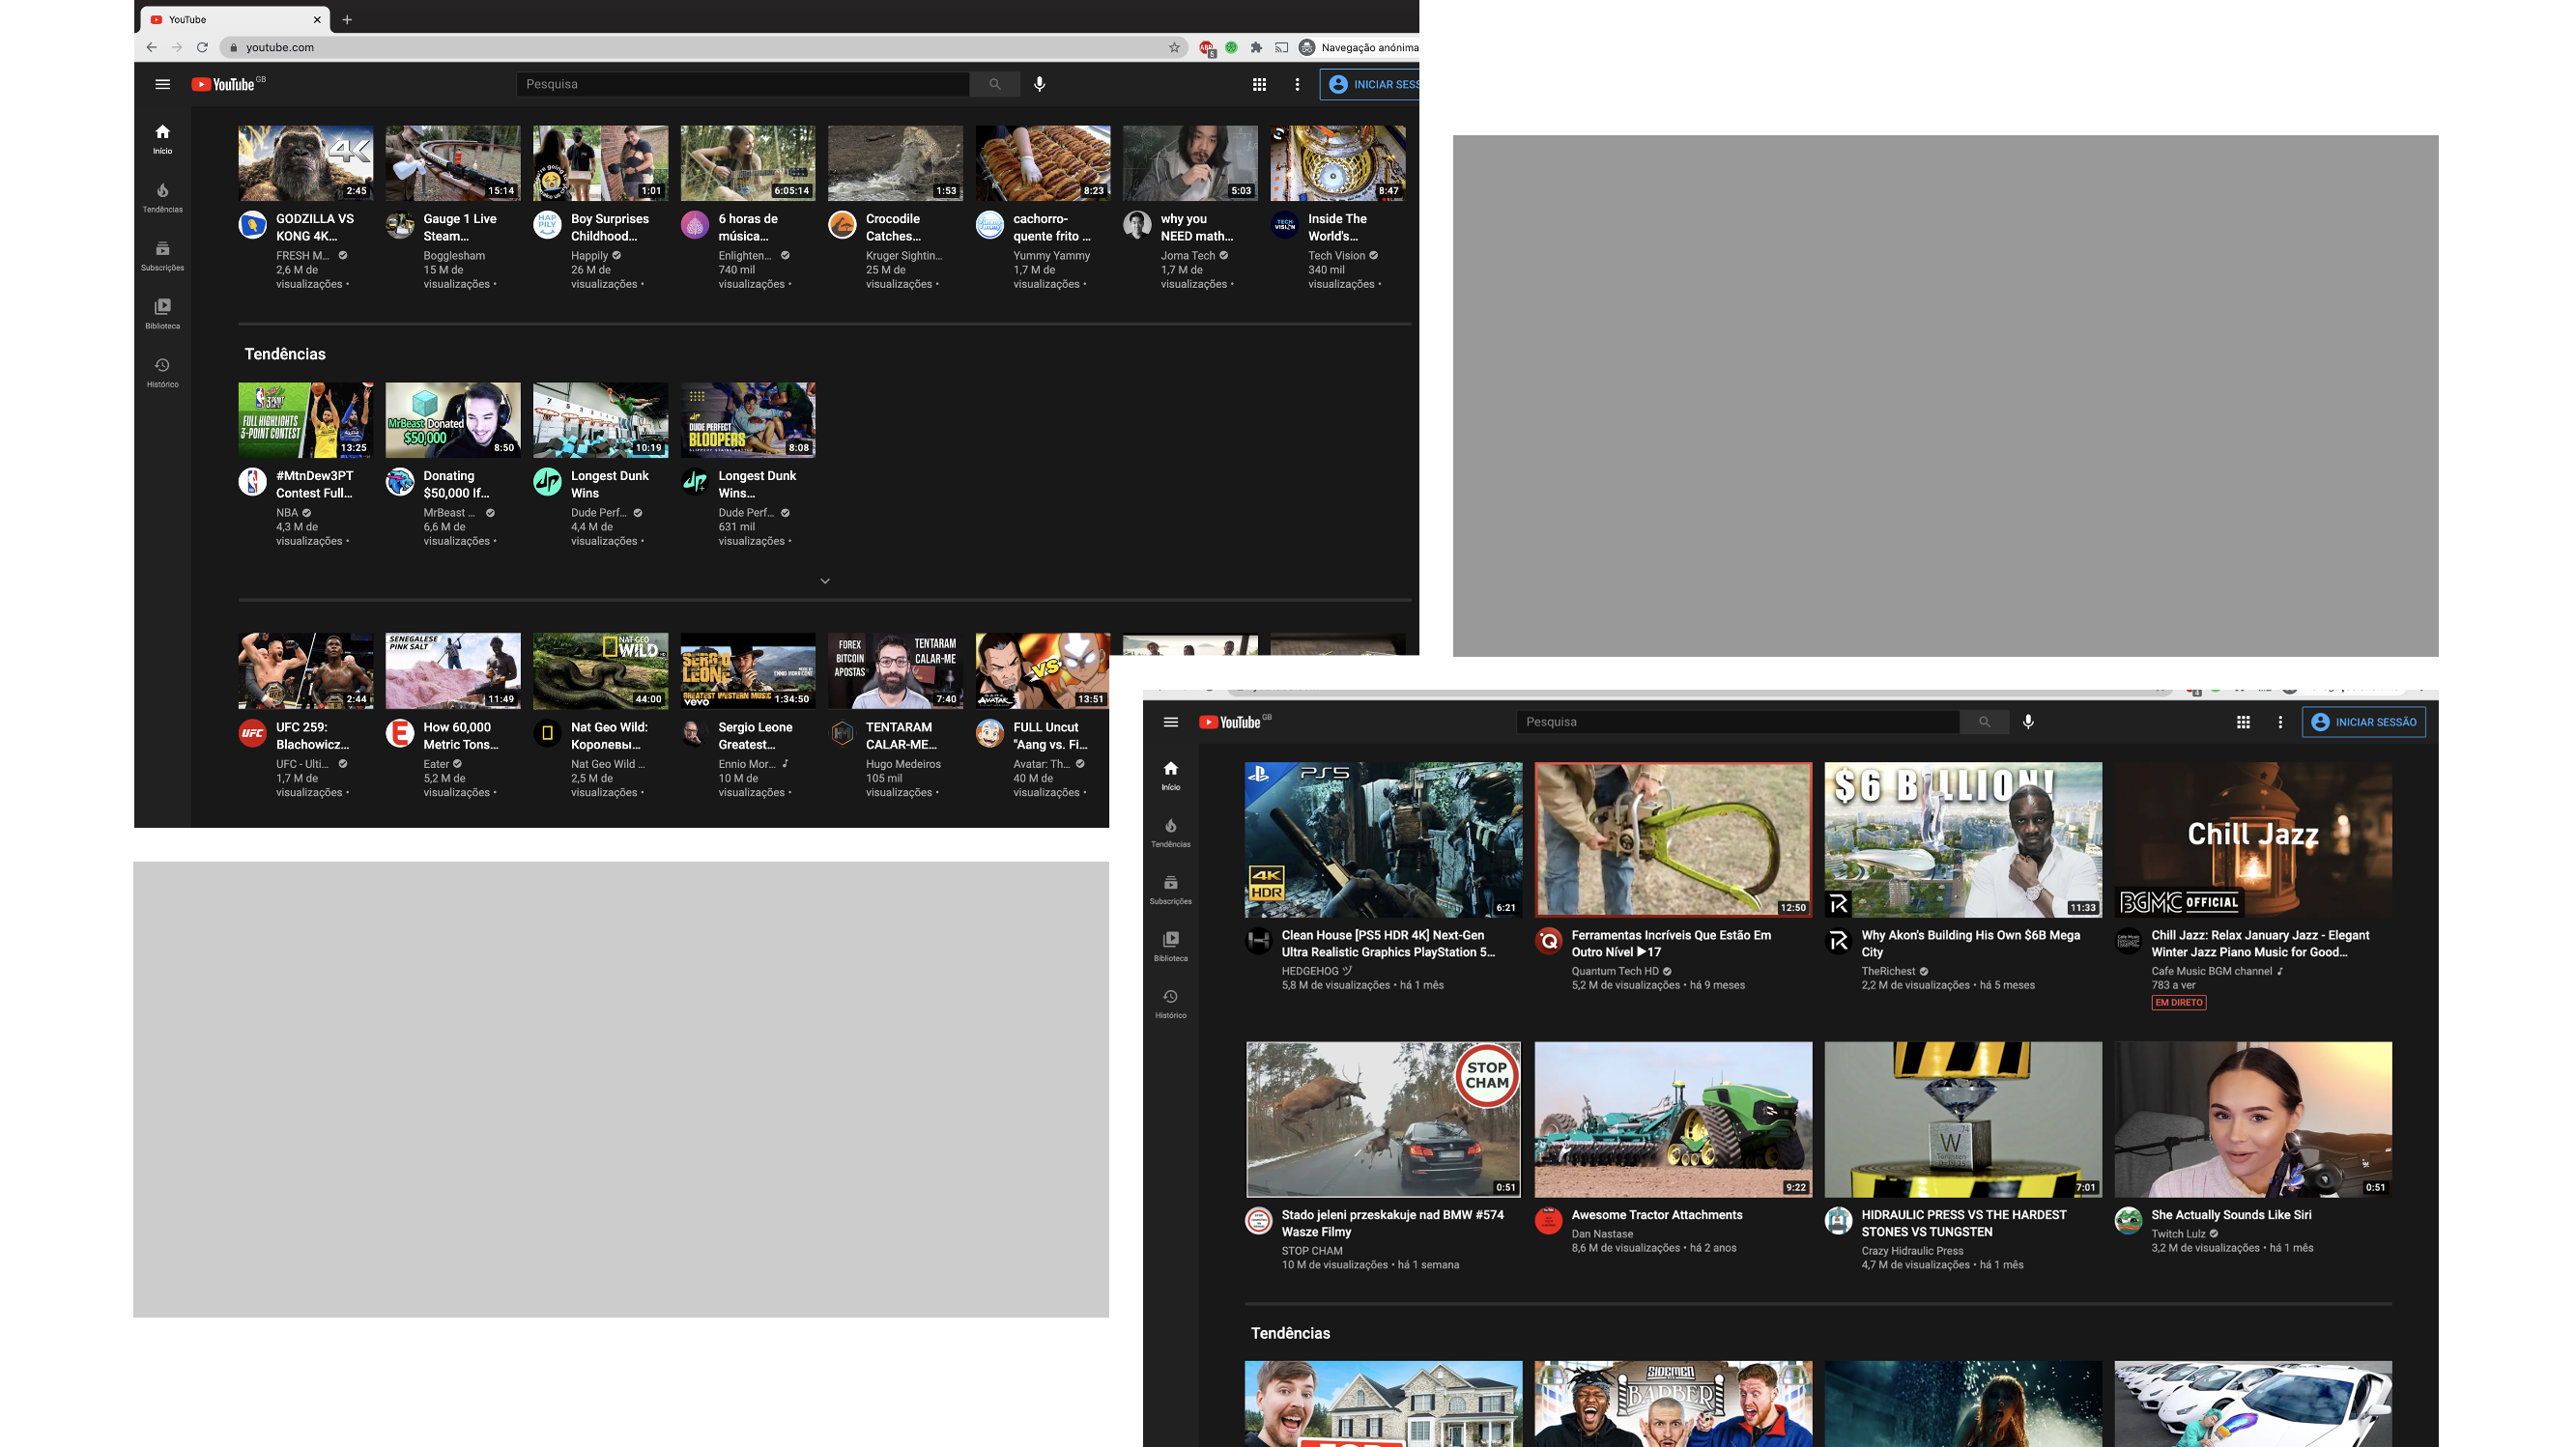 YouTube
youtube.com
Navegação anónima
YouTube GB
Pesquisa
INICIAR SESS
Início
Tendências
Subscrições
Biblioteca
Histórico
4K
2:45
15:14
1:01
6:05:14
1:53
8:23
5:03
8:47
GODZILLA VS
KONG 4K...
FRESH M...
2,6 M de
visualizações •
Gauge 1 Live
Steam...
Bogglesham
15 M de
visualizações •
HAP
PILY
Boy Surprises
Childhood...
Happily
26 M de
visualizações •
6 horas de
música...
Enlighten...
740 mil
visualizações •
Crocodile
Catches...
Kruger Sightin...
25 M de
visualizações •
cachorro-
quente frito ...
Yummy Yammy
1,7 M de
visualizações •
why you
NEED math...
Joma Tech
1,7 M de
visualizações •
TECH
VISION
Inside The
World's...
Tech Vision
340 mil
visualizações •
Tendências
3 POINT
FULL HIGHLIGHTS
3-POINT CONTEST
13:25
MrBeast Donated
$50,000
8:50
7 5 3 2 1
10:19
DUDE PERFECT
BLOOPERS
8:08
#MtnDew3PT
Contest Full...
NBA
4,3 M de
visualizações •
Donating
$50,000 If...
MrBeast ...
6,6 M de
visualizações •
Longest Dunk
Wins
Dude Perf...
4,4 M de
visualizações •
Longest Dunk
Wins...
Dude Perf...
631 mil
visualizações •
2:44
SENEGALESE
PINK SALT
11:49
NAT GEO
WILD
44:00
SERGIO
LEONE
GREATEST WESTERN MUSIC
vevo
1:34:50
FOREX
BITCOIN
APOSTAS
TENTARAM
CALAR-ME
7:40
VS
AVATAR
13:51
UFC
UFC 259:
Blachowicz...
UFC - Ulti...
1,7 M de
visualizações •
E
How 60,000
Metric Tons...
Eater
5,2 M de
visualizações •
Nat Geo Wild:
Королевы...
Nat Geo Wild ...
2,5 M de
visualizações •
Sergio Leone
Greatest...
Ennio Mor...
10 M de
visualizações •
TENTARAM
CALAR-ME...
Hugo Medeiros
105 mil
visualizações •
FULL Uncut
"Aang vs. Fi...
Avatar: Th...
40 M de
visualizações •
YouTube GB
Pesquisa
INICIAR SESSÃO
Início
Tendências
Subscrições
Biblioteca
Histórico
PS5
4K
HDR
6:21
12:50
$6 BILLION!
11:33
Chill Jazz
BGMC OFFICIAL
Clean House [PS5 HDR 4K] Next-Gen
Ultra Realistic Graphics PlayStation 5...
HEDGEHOG ヅ
5,8 M de visualizações • há 1 mês
Ferramentas Incríveis Que Estão Em
Outro Nível ▶17
Quantum Tech HD
5,2 M de visualizações • há 9 meses
Why Akon's Building His Own $6B Mega
City
TheRichest
2,2 M de visualizações • há 5 meses
Chill Jazz: Relax January Jazz - Elegant
Winter Jazz Piano Music for Good...
Cafe Music BGM channel
783 a ver
EM DIRETO
STOP
CHAM
0:51
9:22
74
W
Tungsten
7:01
0:51
Stado jeleni przeskakuje nad BMW #574
Wasze Filmy
STOP CHAM
10 M de visualizações • há 1 semana
Awesome Tractor Attachments
Dan Nastase
8,6 M de visualizações • há 2 anos
HIDRAULIC PRESS VS THE HARDEST
STONES VS TUNGSTEN
Crazy Hidraulic Press
4,7 M de visualizações • há 1 mês
She Actually Sounds Like Siri
Twitch Lulz
3,2 M de visualizações • há 1 mês
Tendências
SIDEMEN
BARBER